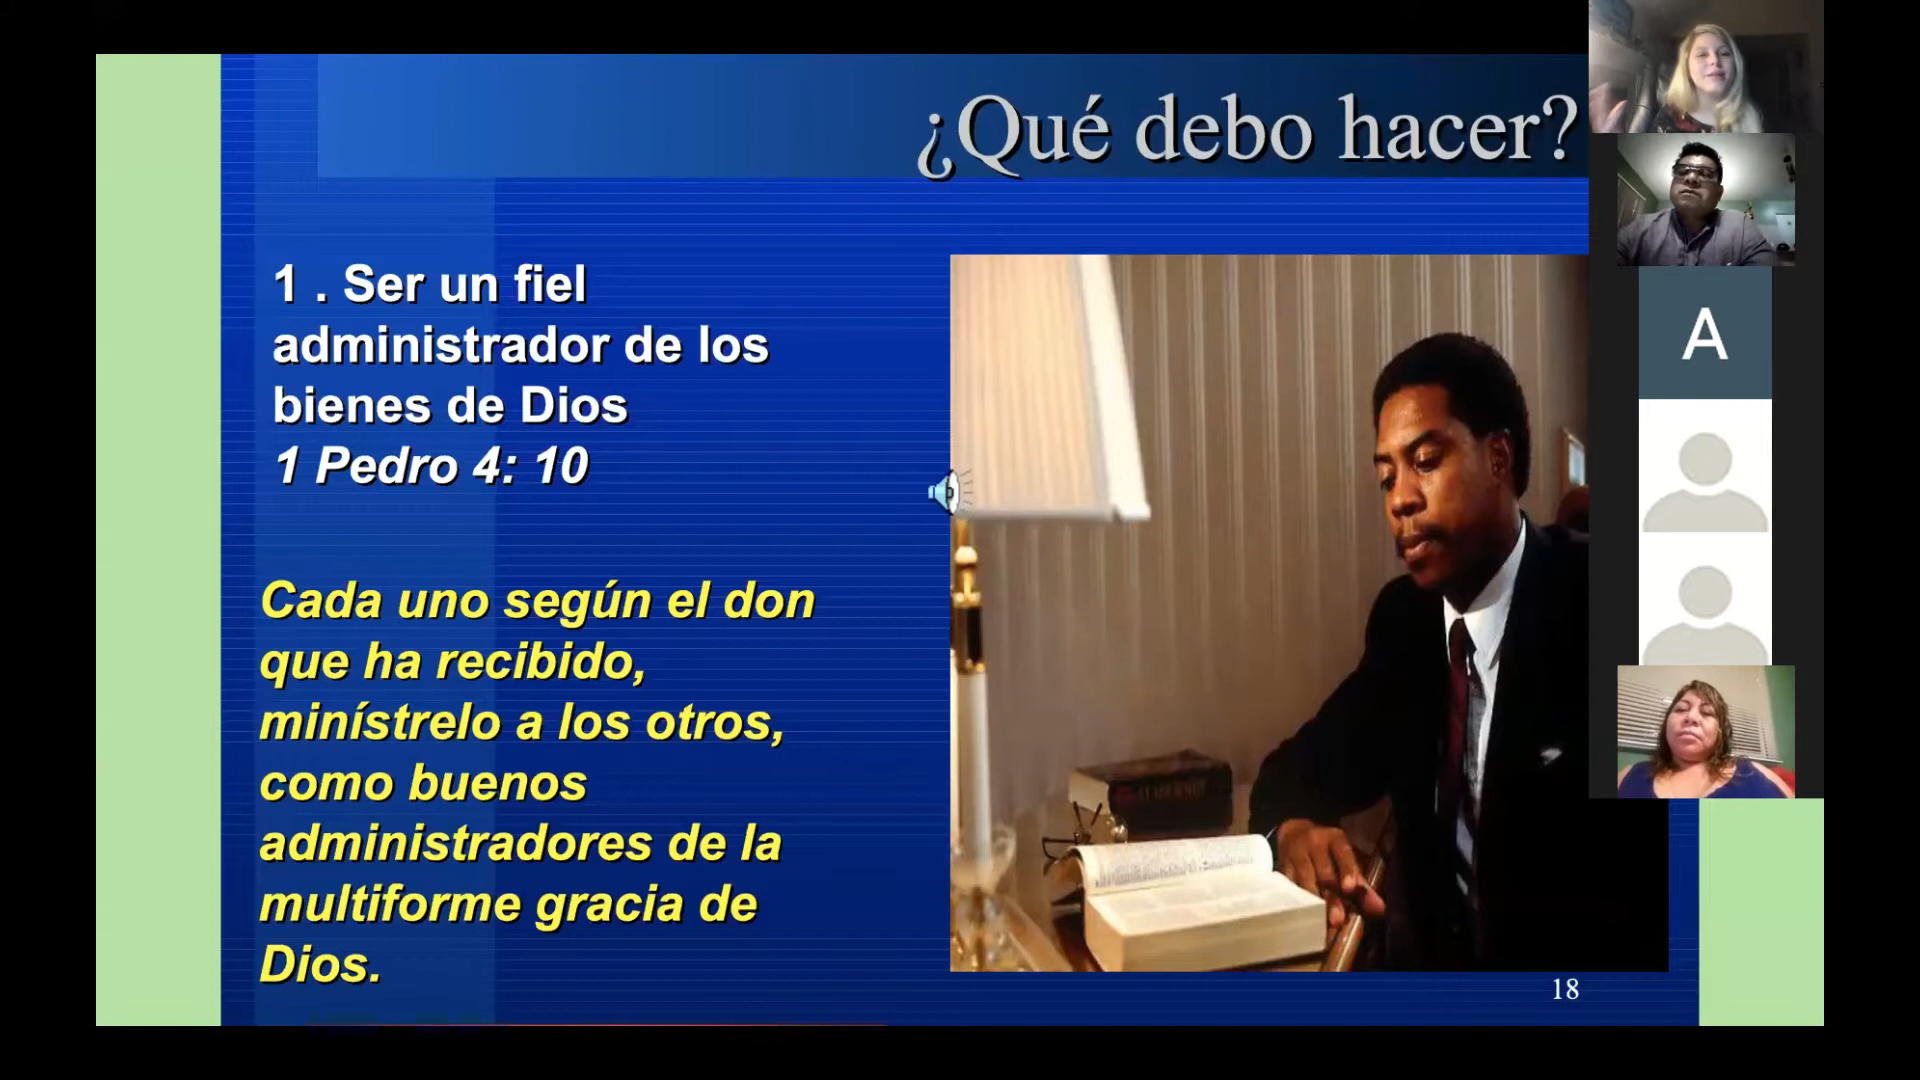 ¿Qué debo hacer?
1 . Ser un fiel
administrador de los
bienes de Dios
1 Pedro 4: 10
Cada uno según el don
que ha recibido,
minístrelo a los otros,
como buenos
administradores de la
multiforme gracia de
Dios.
18
A